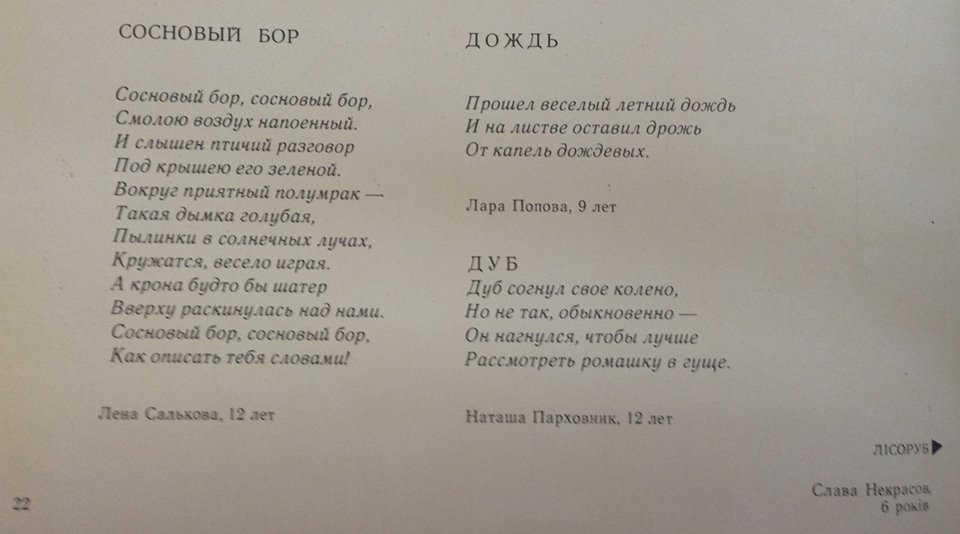 СОСНОВЫЙ БОР
Сосновый бор, сосновый бор,
Смолою воздух напоенный.
И слышен птичий разговор
Под крышею его зеленой.
Вокруг приятный полумрак —
Такая дымка голубая,
Пылинки в солнечных лучах,
Кружатся, весело играя.
А крона будто бы шатер
Вверху раскинулась над нами.
Сосновый бор, сосновый бор,
Как описать тебя словами!
Лена Салькова, 12 лет
ДОЖДЬ
Прошел веселый летний дождь
И на листве оставил дрожь
От капель дождевых.
Лара Попова, 9 лет
ДУБ
Дуб согнул свое колено,
Но не так, обыкновенно —
Он нагнулся, чтобы лучше
Рассмотреть ромашку в гуще.
Наташа Парховник, 12 лет
ЛІСОРУБ
Слава Некрасов,
6 років
22